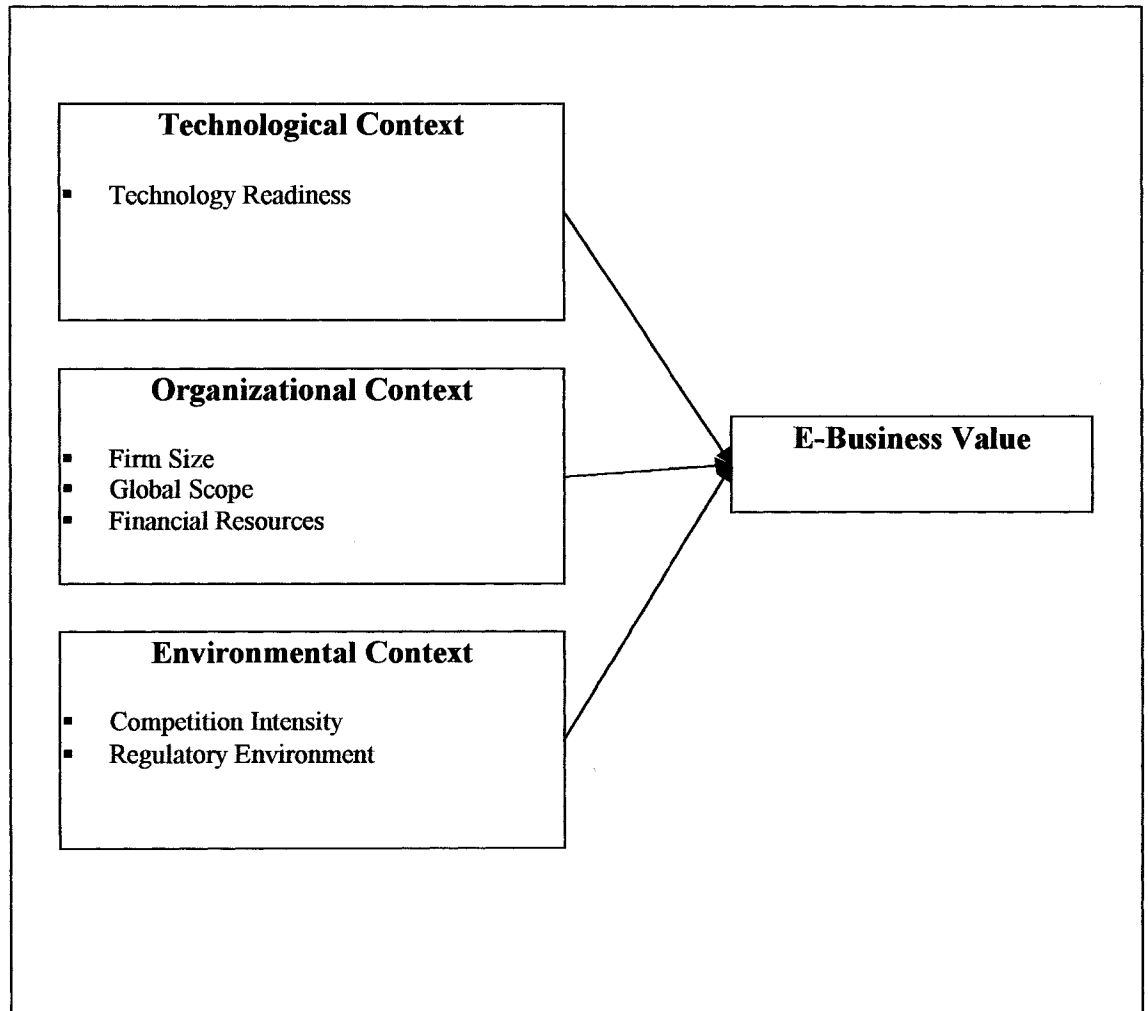 Technological Context
▪ Technology Readiness
Organizational Context
▪ Firm Size
▪ Global Scope
▪ Financial Resources
E-Business Value
Environmental Context
▪ Competition Intensity
▪ Regulatory Environment